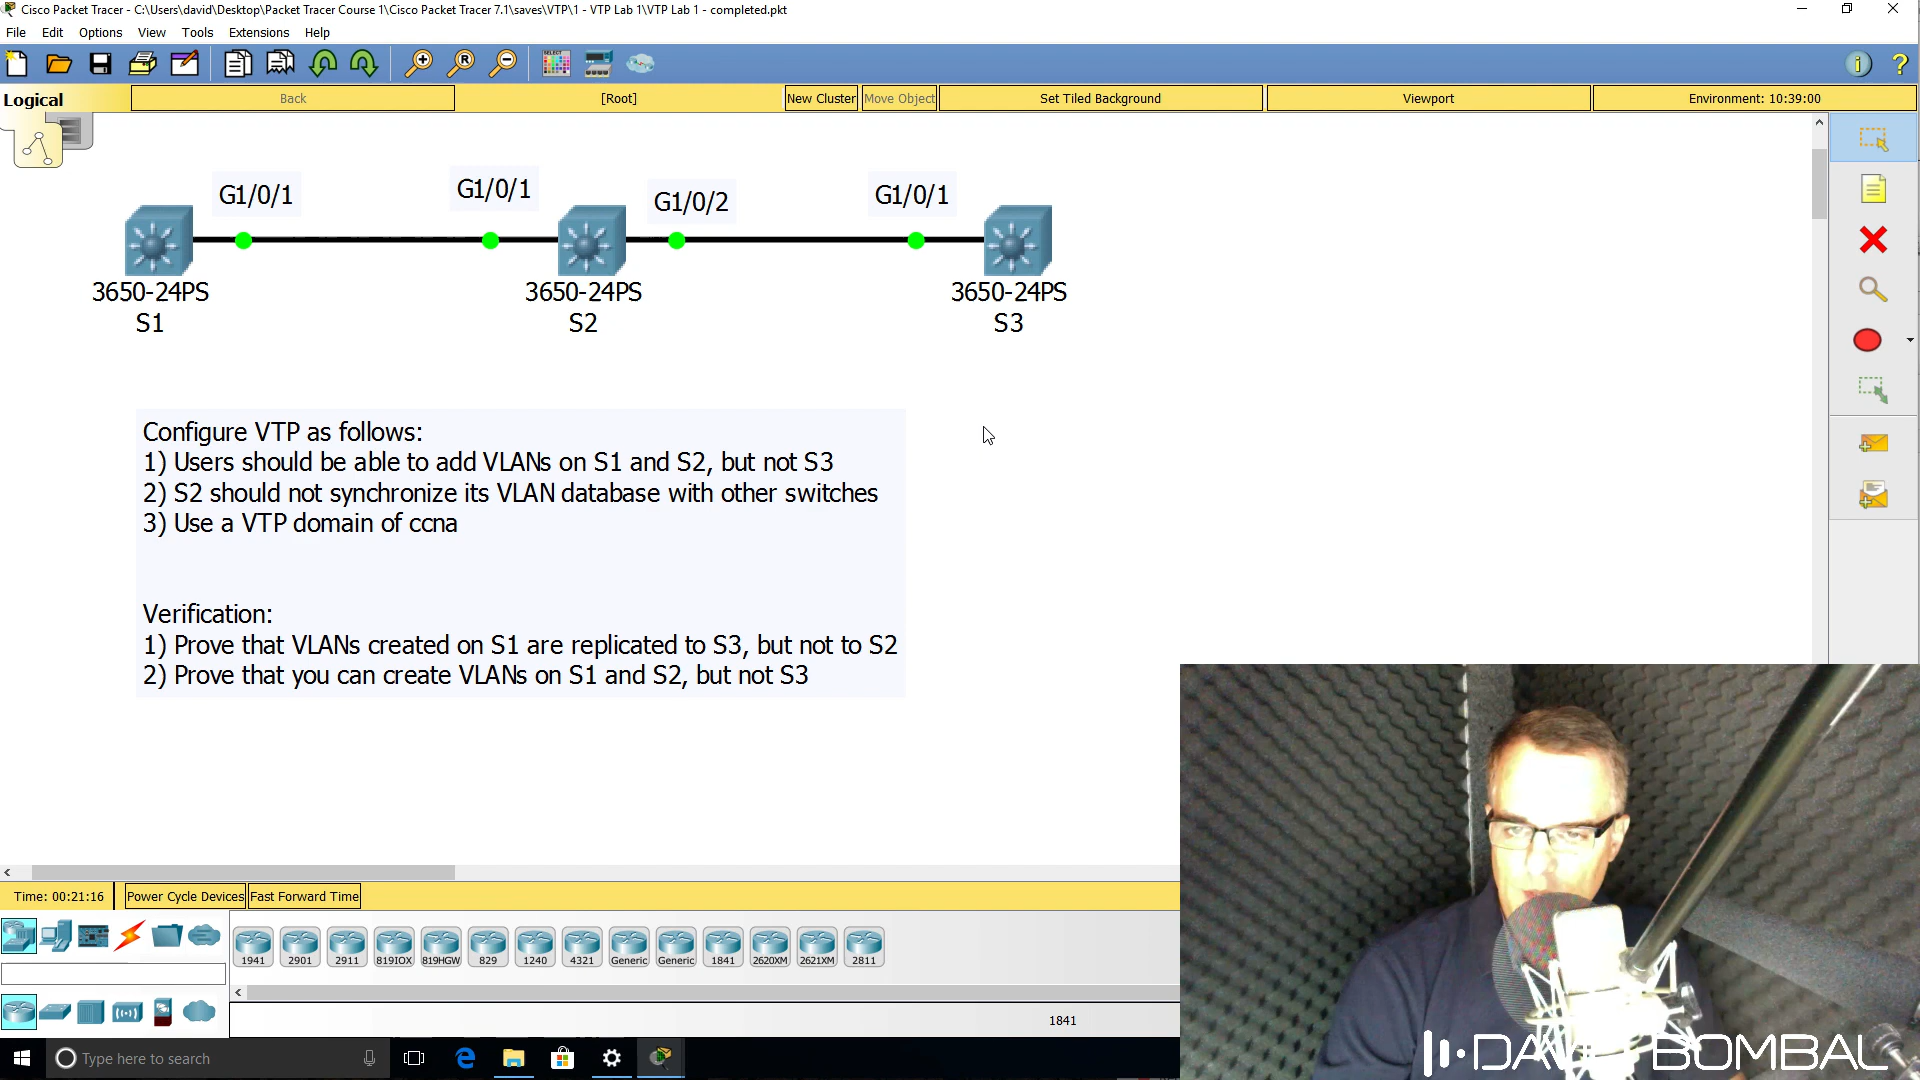 Cisco Packet Tracer - C:\Users\david\Desktop\Packet Tracer Course 1\Cisco Packet Tracer 7.1\saves\VTP\1 - VTP Lab 1\VTP Lab 1 - completed.pkt
File Edit Options View Tools Extensions Help
Logical Back [Root] New Cluster Move Object Set Tiled Background Viewport Environment: 10:39:00
G1/0/1 G1/0/1 G1/0/2 G1/0/1
3650-24PS 3650-24PS 3650-24PS
S1 S2 S3
Configure VTP as follows:
1) Users should be able to add VLANs on S1 and S2, but not S3
2) S2 should not synchronize its VLAN database with other switches
3) Use a VTP domain of ccna
Verification:
1) Prove that VLANs created on S1 are replicated to S3, but not to S2
2) Prove that you can create VLANs on S1 and S2, but not S3
Time: 00:21:16 Power Cycle Devices Fast Forward Time
1941 2901 2911 819IOX 819HGW 829 1240 4321 Generic Generic 1841 2620XM 2621XM 2811
1841
Type here to search
DAVID BOMBAL